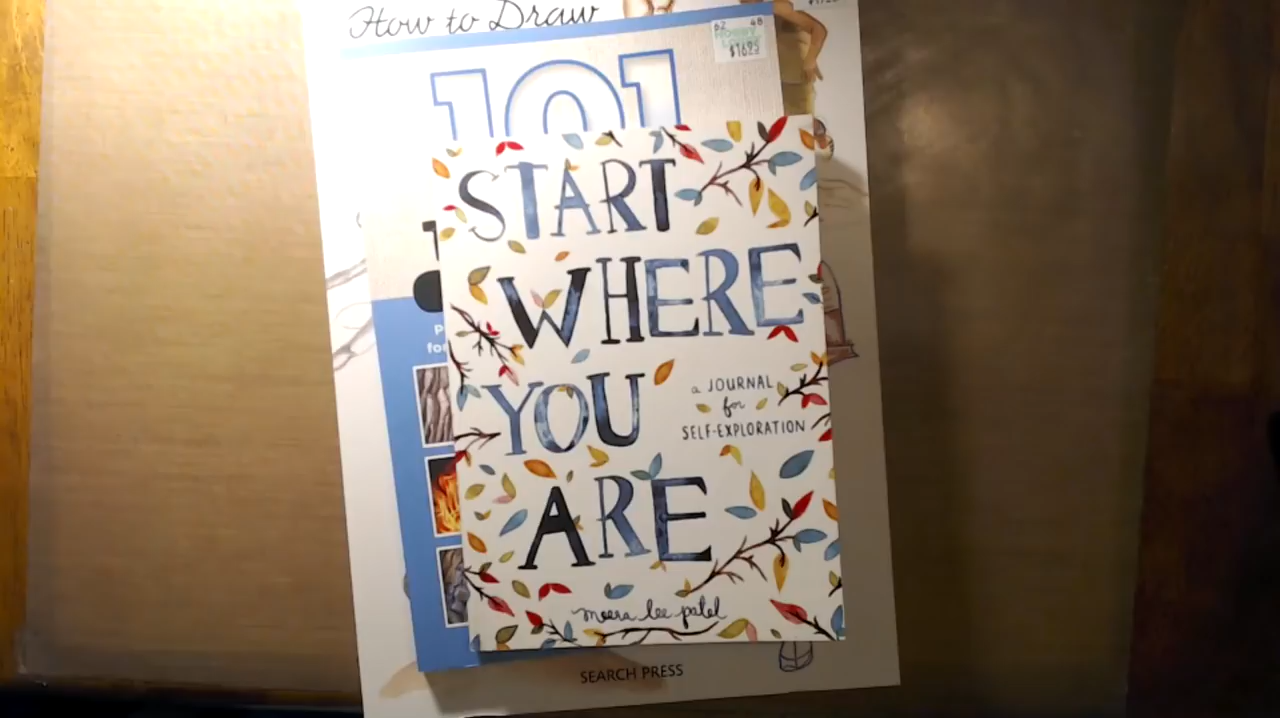 How to Draw
62 48
$16.95
101
START
WHERE
YOU
a JOURNAL
for
SELF-EXPLORATION
ARE
meera lee patel
SEARCH PRESS